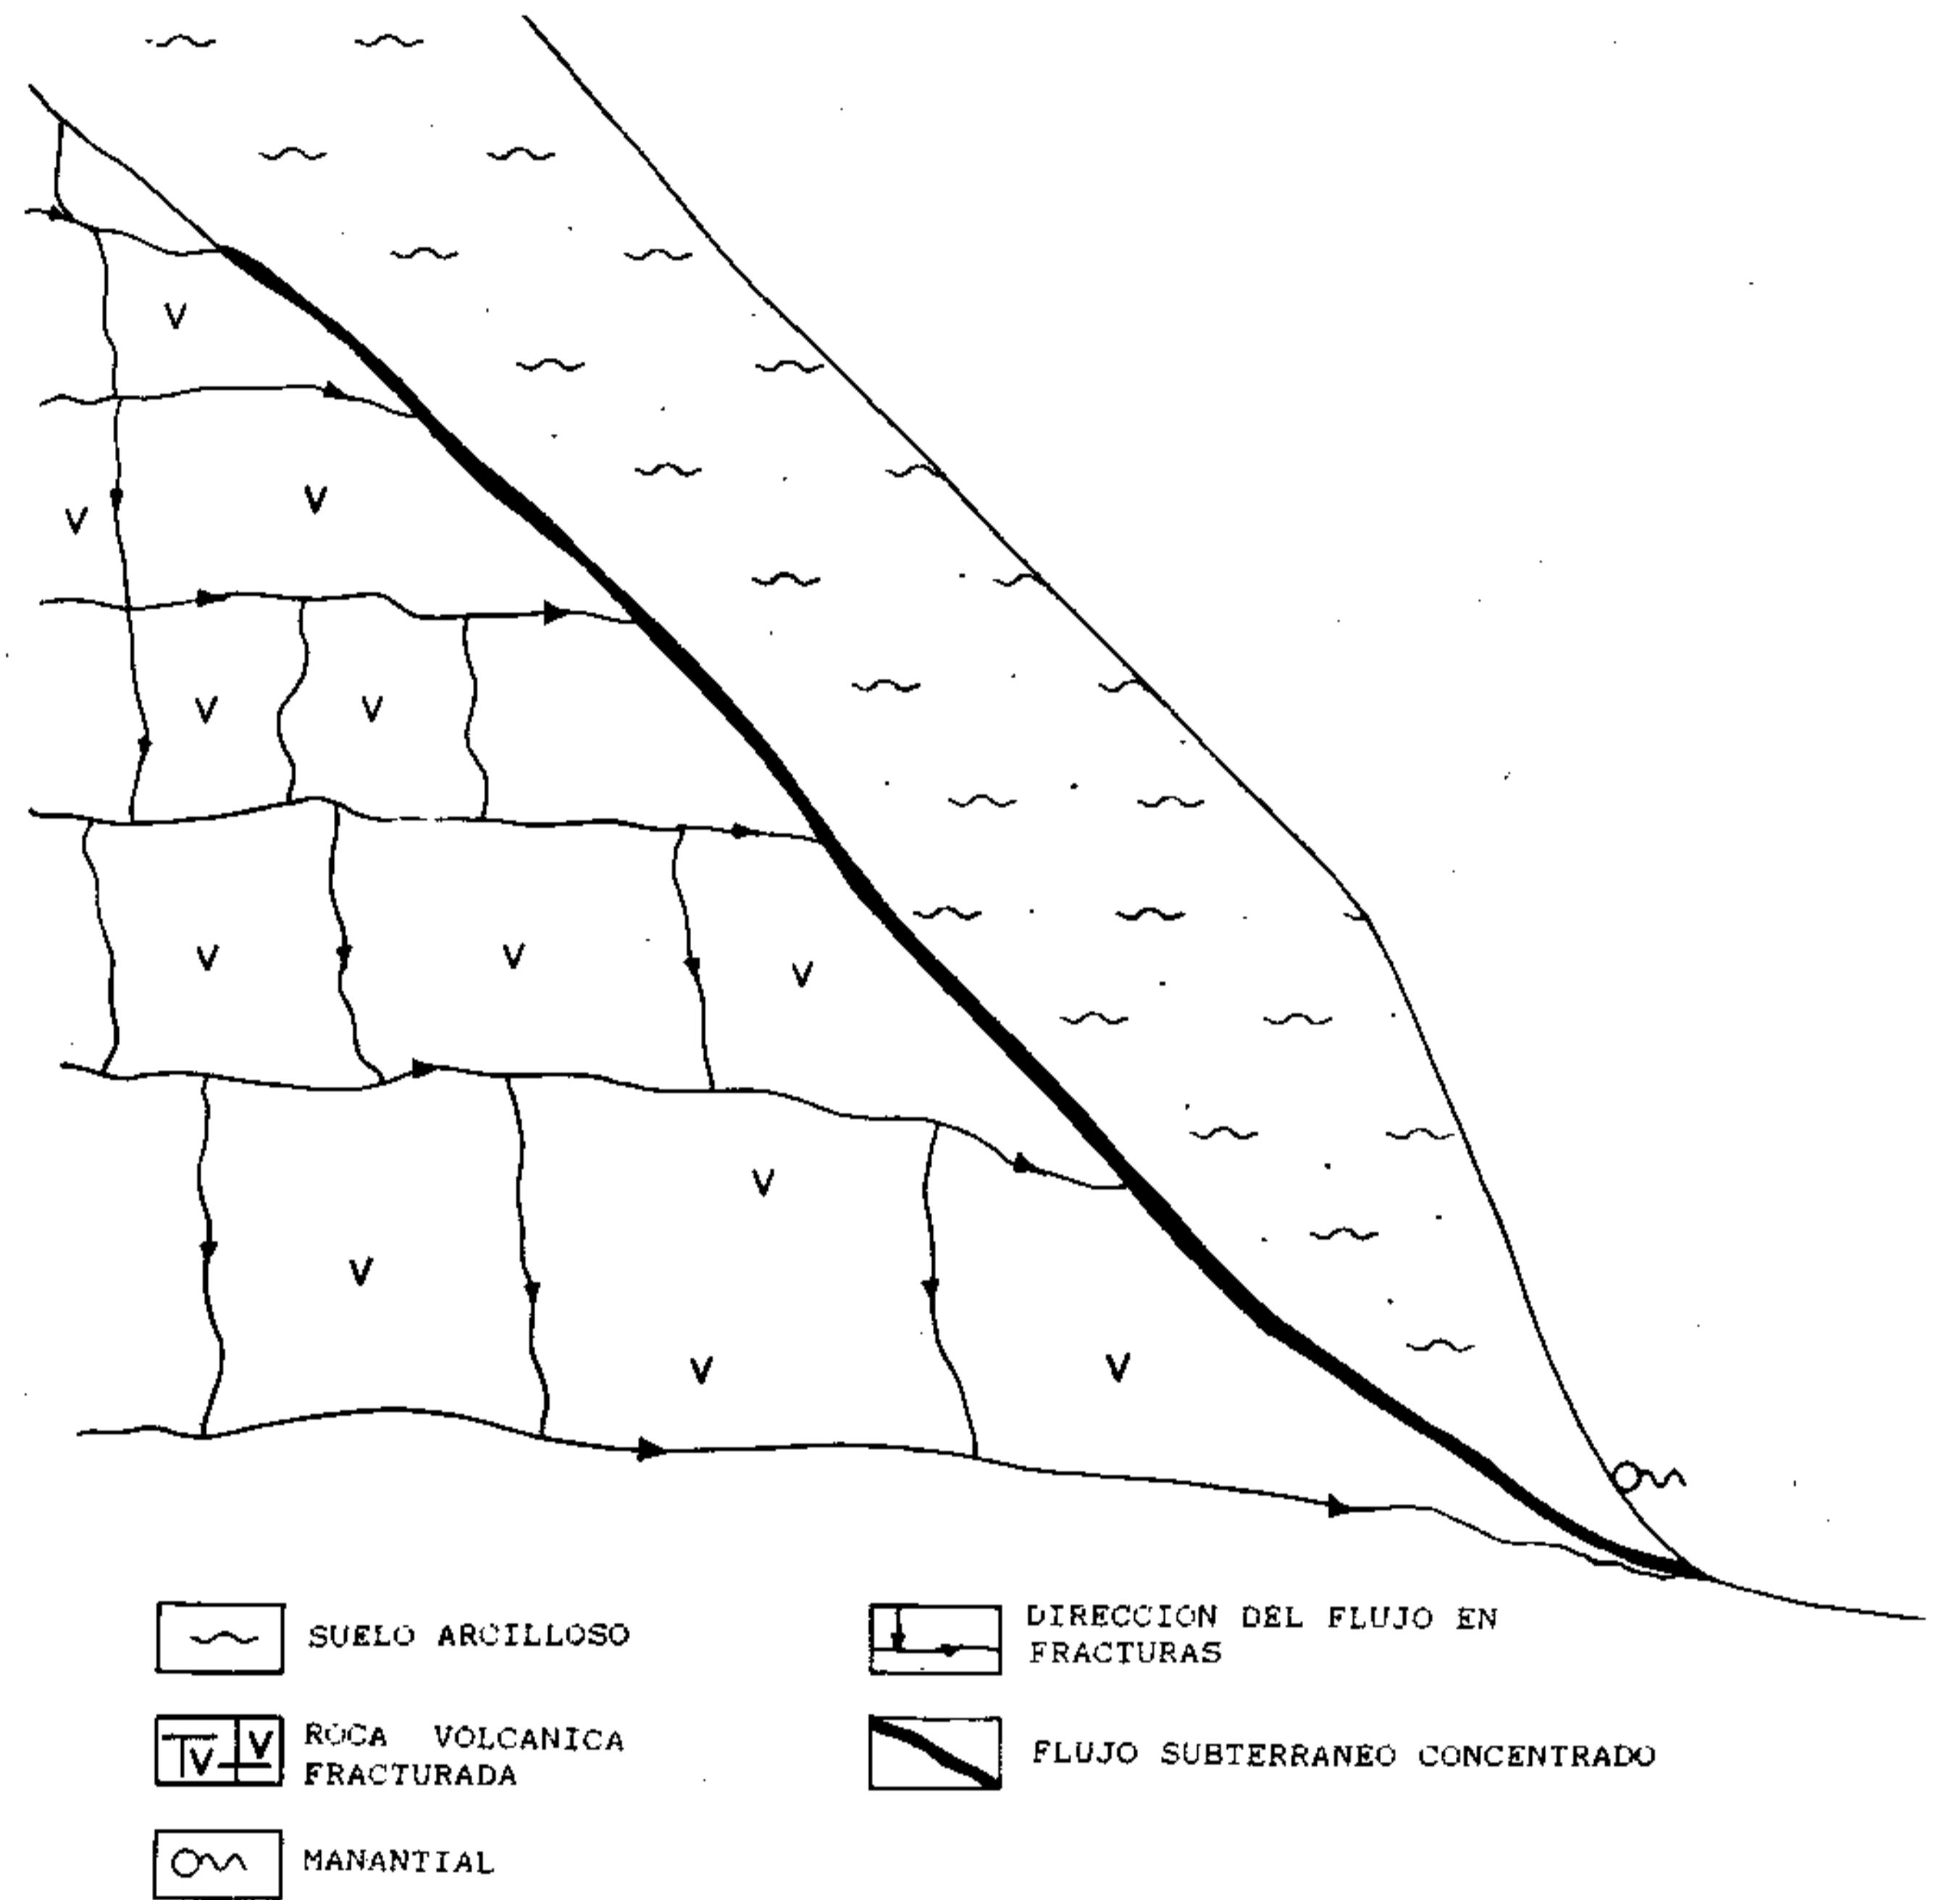 V
V
V
V
V
V
V
V
V
V
V
V
V
SUELO ARCILLOSO
V V
ROCA VOLCANICA
FRACTURADA
MANANTIAL
DIRECCION DEL FLUJO EN
FRACTURAS
FLUJO SUBTERRANEO CONCENTRADO